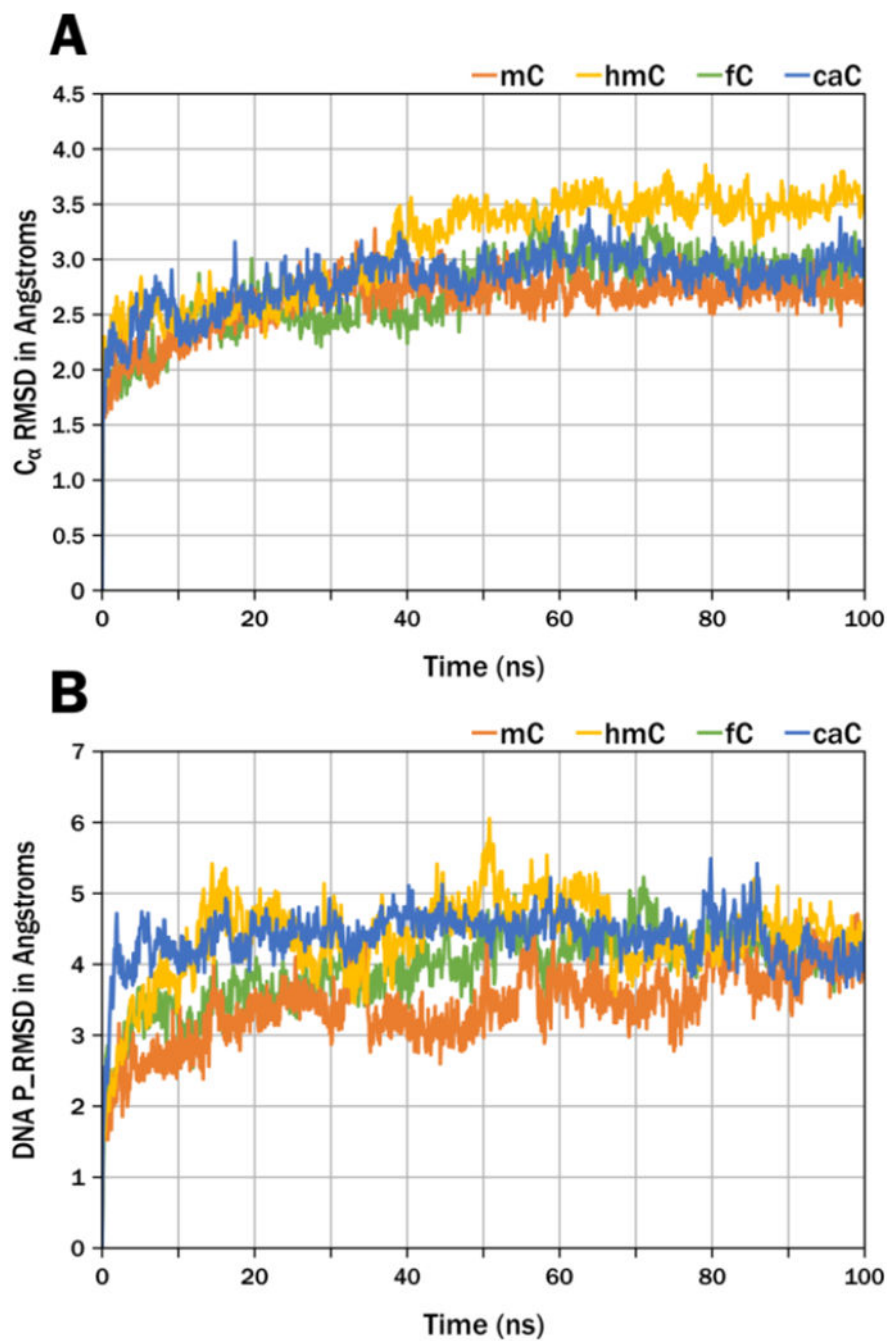 A
mC hmC fC caC
4.5
4.0
3.5
3.0
2.5
2.0
1.5
1.0
0.5
0
Cα RMSD in Angstroms
0 20 40 60 80 100
Time (ns)
B
mC hmC fC caC
7
6
5
4
3
2
1
0
DNA P_RMSD in Angstroms
0 20 40 60 80 100
Time (ns)